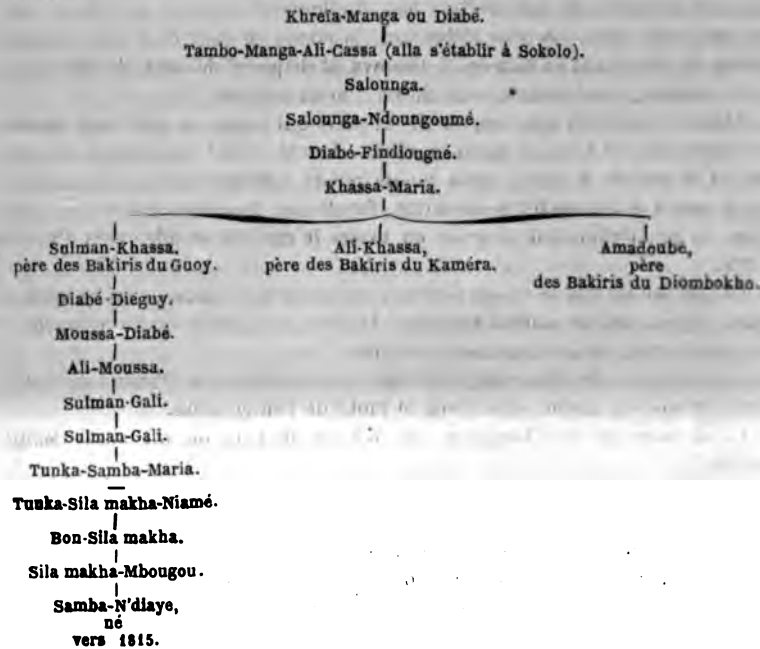 Khreïa-Manga ou Diabé.
Tambo-Manga-Ali-Cassa (alla s'établir à Sokolo).
Salounga.
Salounga-Ndoungoumé.
Diabé-Findiougné.
Khassa-Maria.
Sulman-Khassa,
père des Bakiris du Guoy.
Ali-Khassa,
père des Bakiris du Kaméra.
Amadoube,
père
des Bakiris du Diombokho.
Diabé-Dieguy.
Moussa-Diabé.
Ali-Moussa.
Sulman-Gali.
Sulman-Gali.
Tunka-Samba-Maria.
Tunka-Sila makha-Niamé.
Bon-Sila makha.
Sila makha-Mbougou.
Samba-N'diaye,
né
vers 1815.